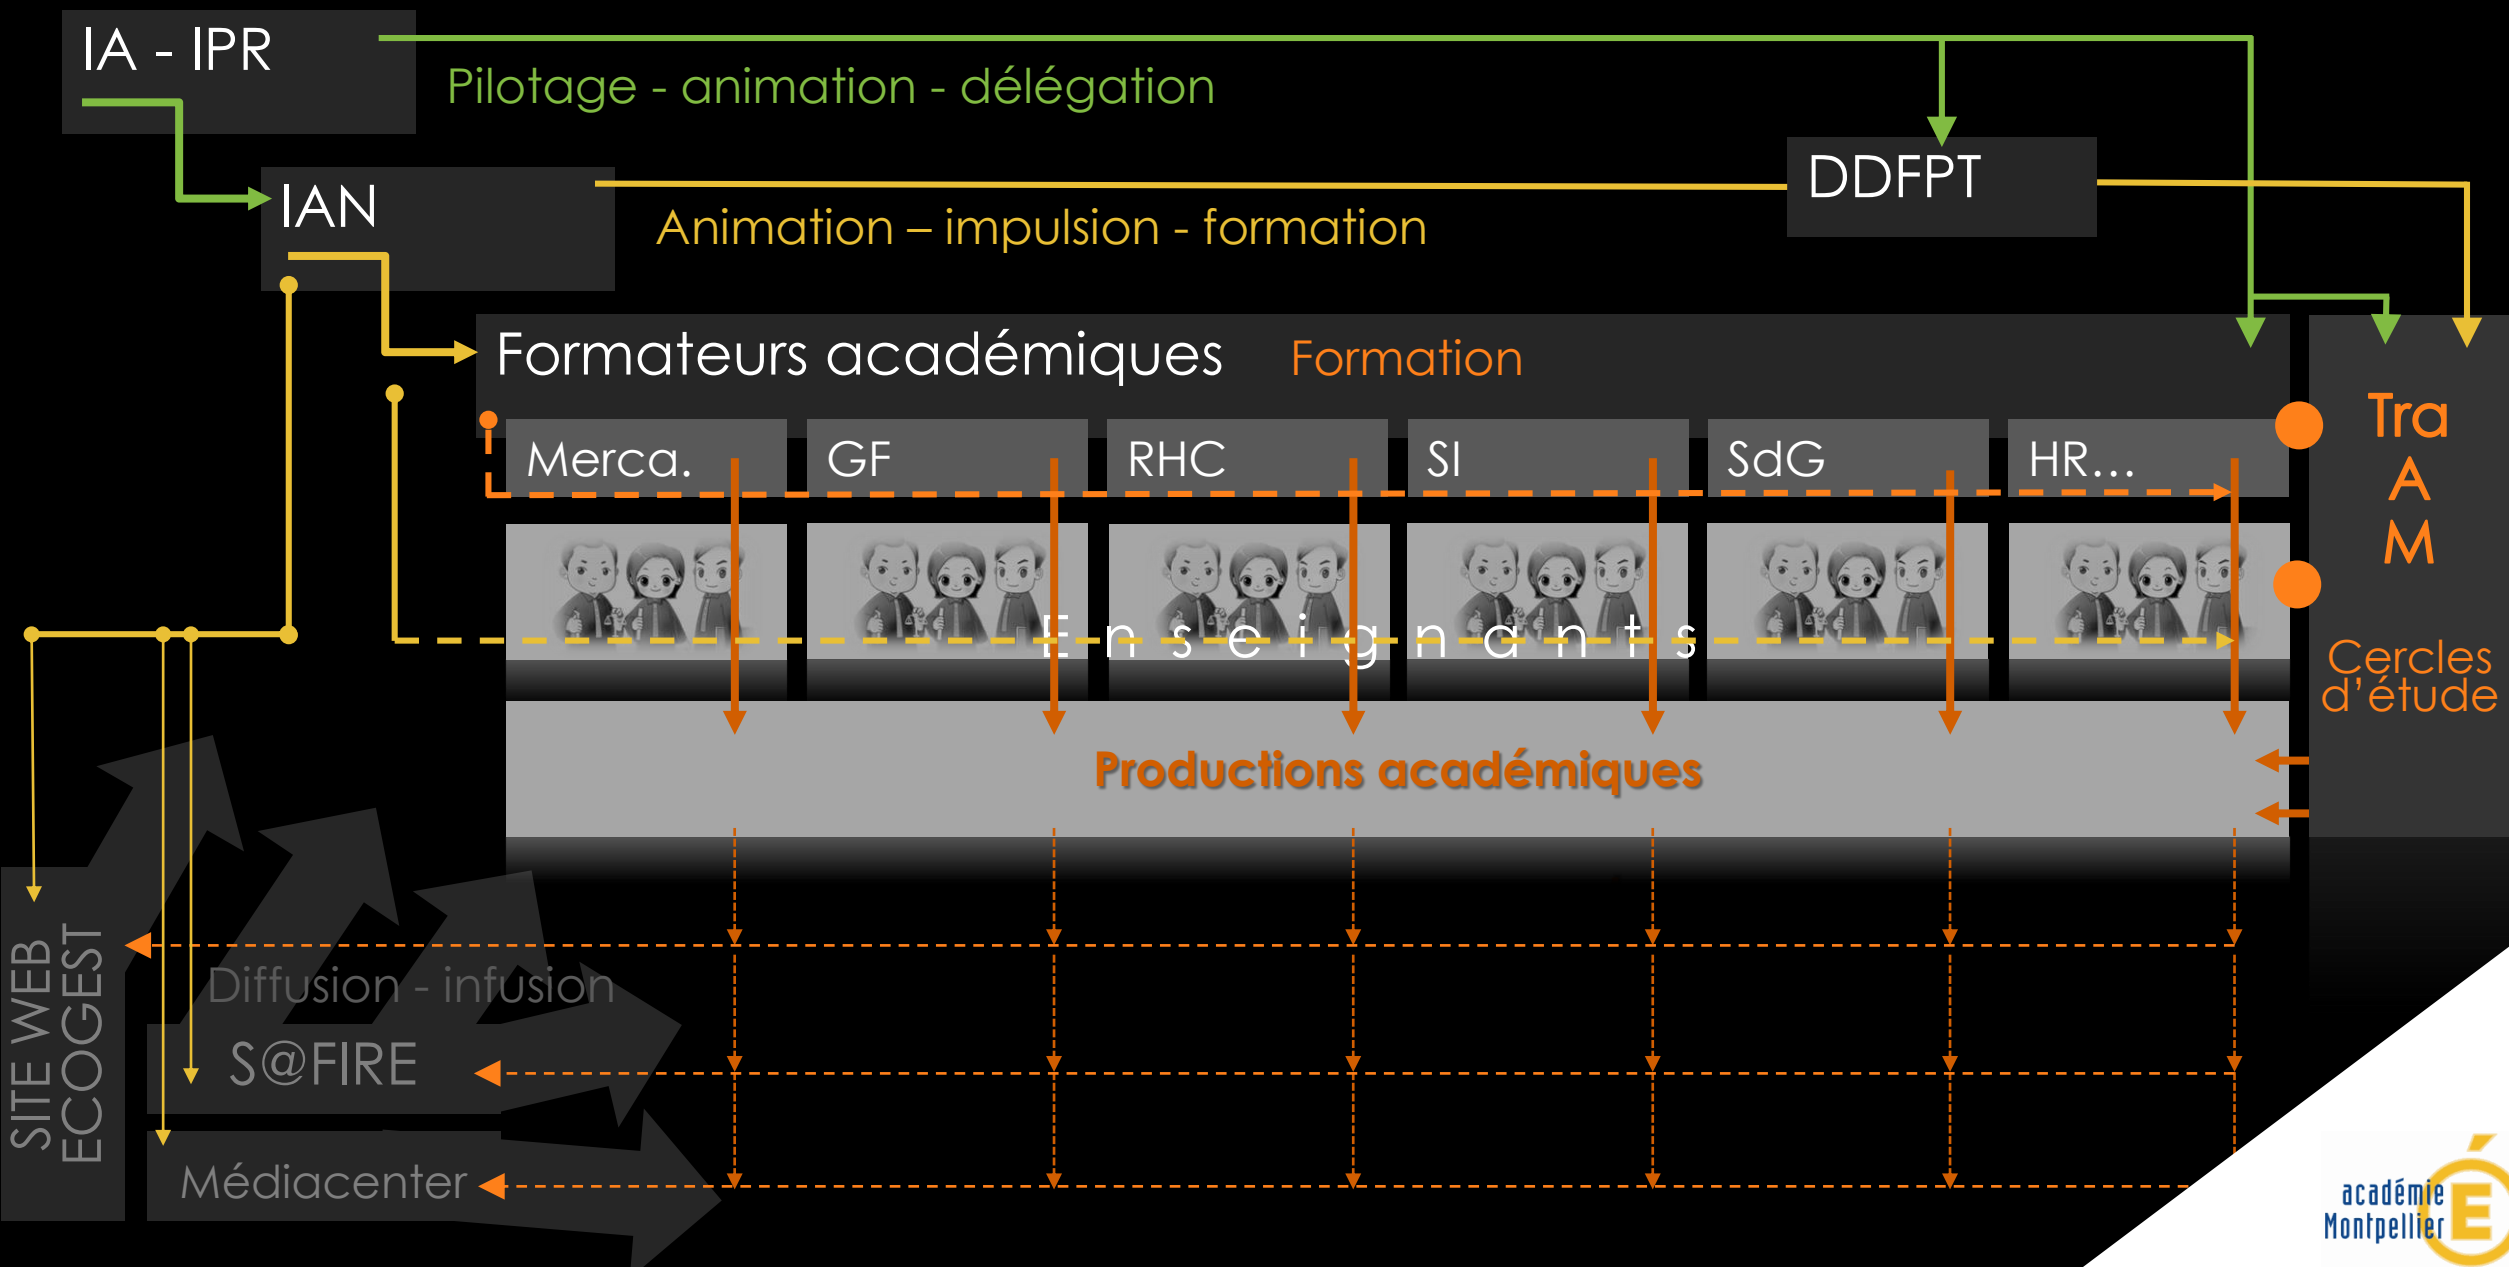 IA - IPR
Pilotage - animation - délégation
DDFPT
IAN
Animation – impulsion - formation
Formateurs académiques
Formation
Merca.
GF
RHC
SI
SdG
HR...
Tra
A
M
Enseignants
Cercles
d'étude
Productions académiques
SITE WEB
ECOGEST
Diffusion - infusion
S@FIRE
Médiacenter
académie
Montpellier
É